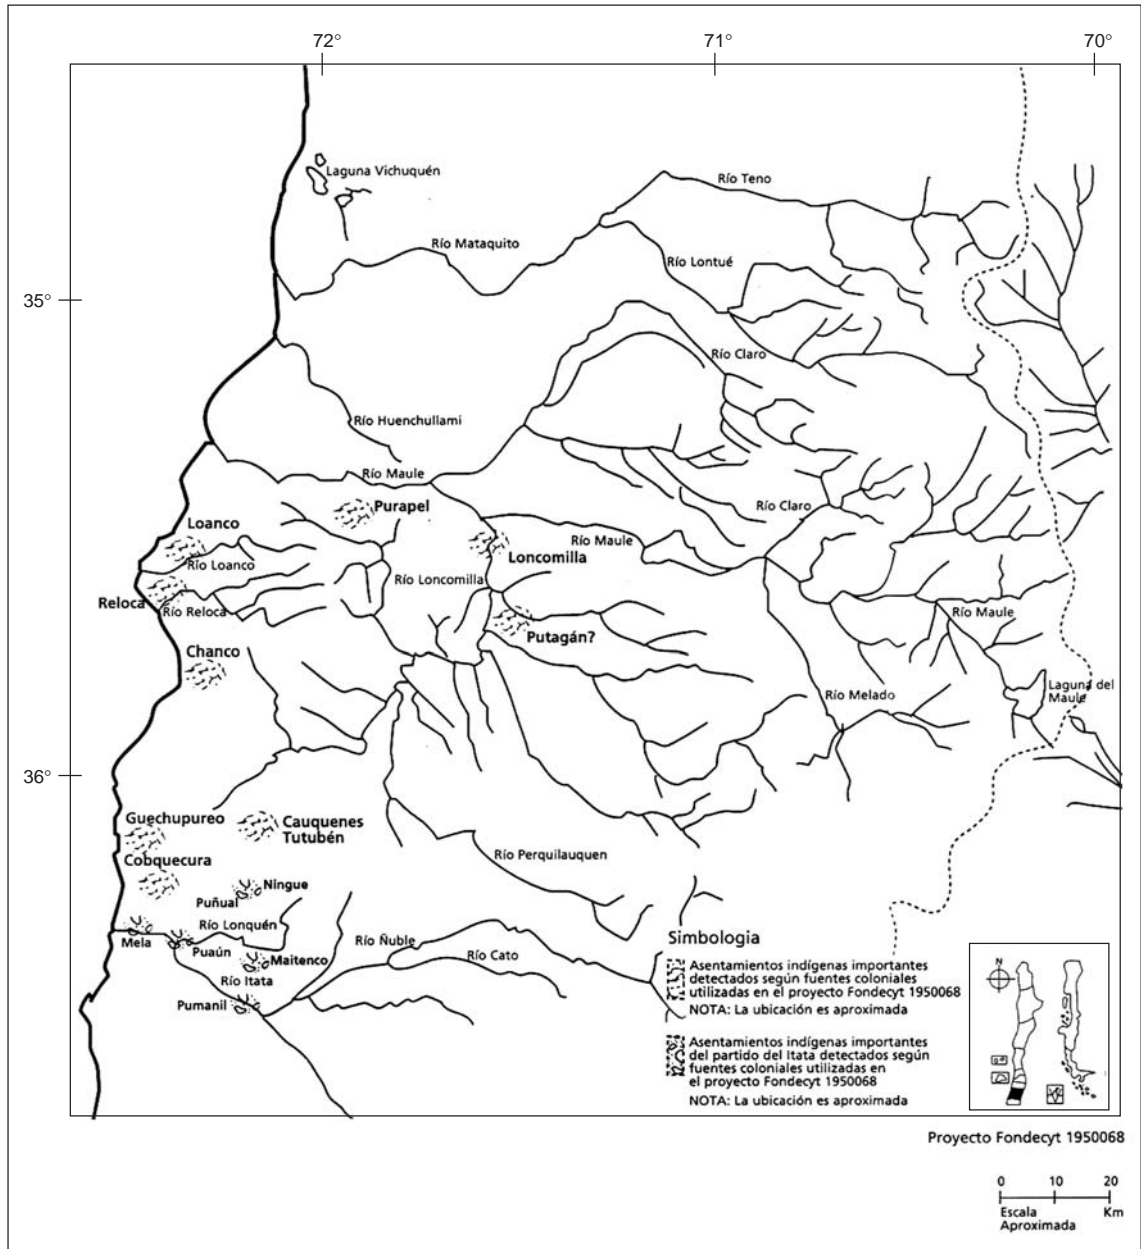 72°
71°
70°
Laguna Vichuquén
Río Teno
Río Mataquito
Río Lontué
35°
Río Claro
Río Huenchullami
Río Maule
Purapel
Río Claro
Loanco
Río Maule
Loncomilla
Río Loanco
Río Loncomilla
Reloca
Río Reloca
Río Maule
Putagán?
Chanco
Laguna del
Maule
Río Melado
36°
Guechupureo
Cauquenes
Tutubén
Cobquecura
Río Perquilauquen
Ningue
Puñual
Río Lonquén
Mela
Puaún
Río Ñuble
Río Cato
Maitenco
Río Itata
Pumanil
Simbologia
Asentamientos indígenas importantes
detectados según fuentes coloniales
utilizadas en el proyecto Fondecyt 1950068
NOTA: La ubicación es aproximada
Asentamientos indígenas importantes
del partido del Itata detectados según
fuentes coloniales utilizadas en
el proyecto Fondecyt 1950068
NOTA: La ubicación es aproximada
N
Proyecto Fondecyt 1950068
0 10 20
Escala Km
Aproximada